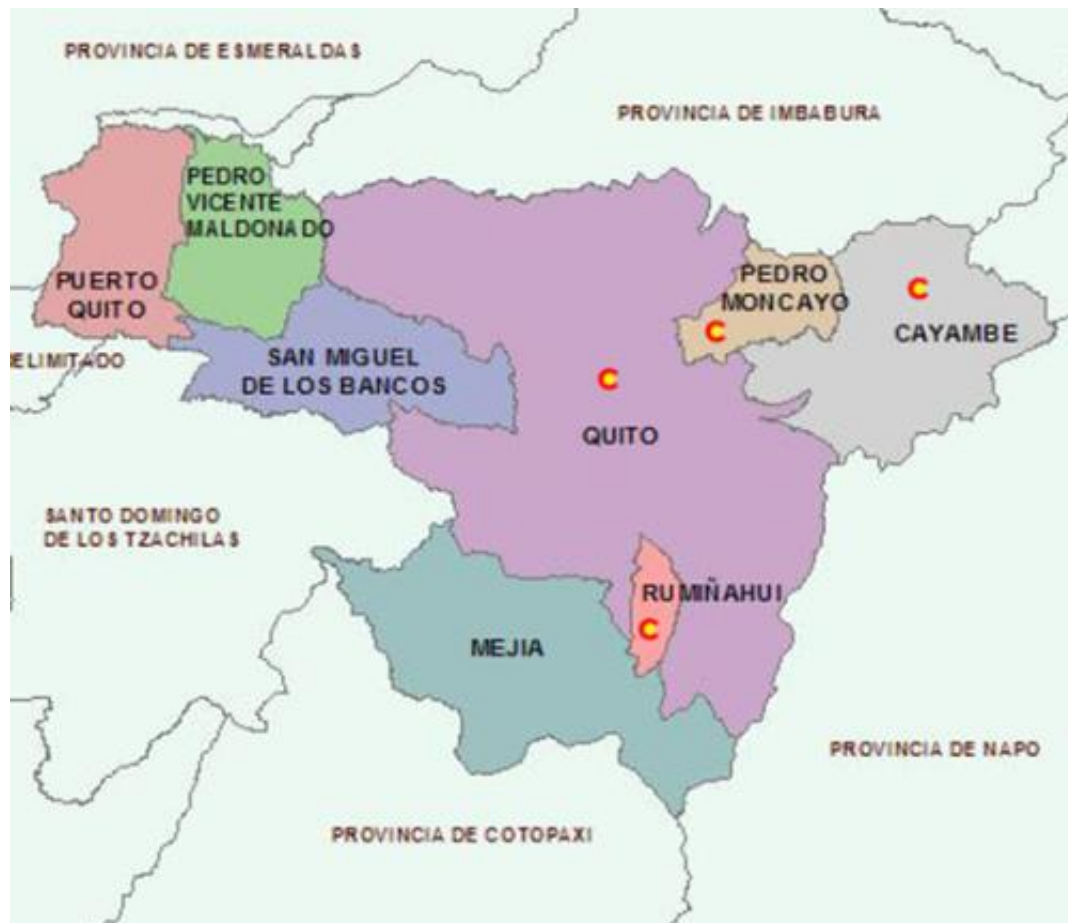 PROVINCIA DE ESMERALDAS
PROVINCIA DE IMBABURA
PEDRO
VICENTE
MALDONADO
PUERTO
QUITO
PEDRO
MONCAYO
C
C
CAYAMBE
ELIMITADO
SAN MIGUEL
DE LOS BANCOS
C
QUITO
SANTO DOMINGO
DE LOS TZACHILAS
RUMIÑAHUI
C
MEJIA
PROVINCIA DE NAPO
PROVINCIA DE COTOPAXI